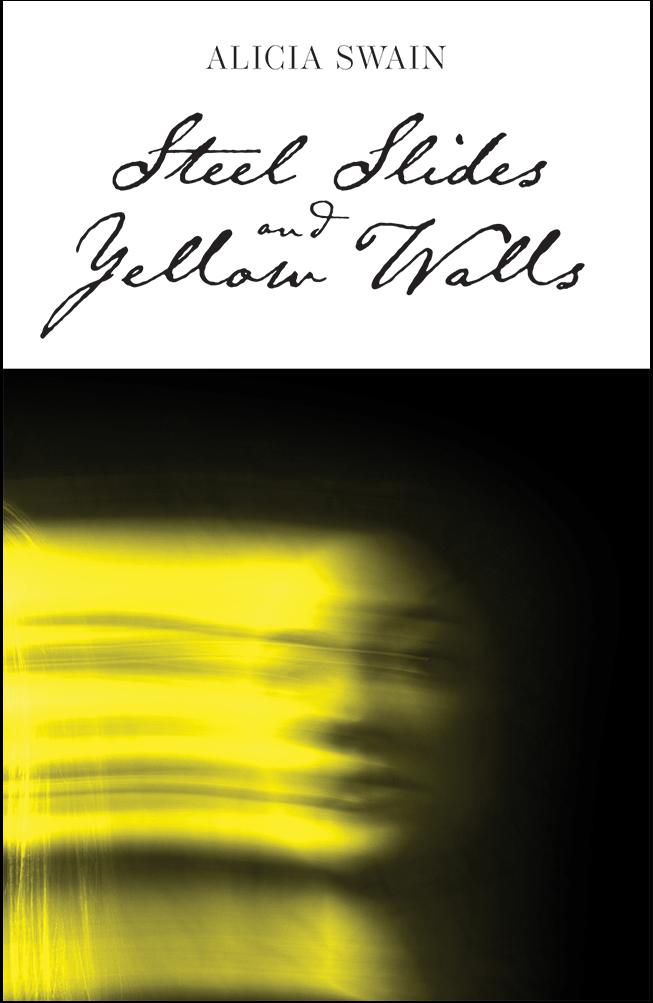 ALICIA SWAIN
Steel Slides
and
Yellow Walls